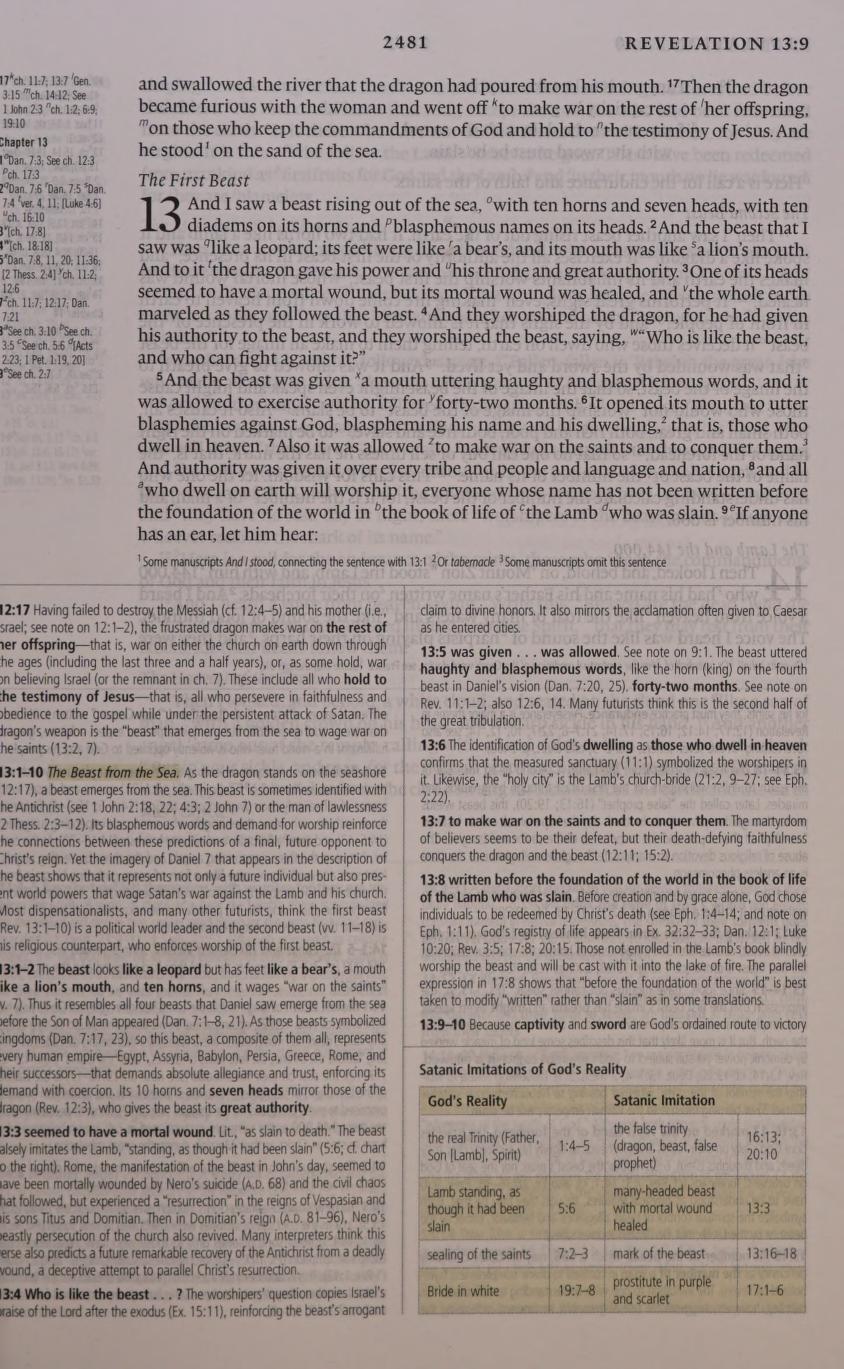 2481 REVELATION 13:9
17 ᵏch. 11:7; 13:7 ˡGen.
3:15 ᵐch. 14:12; See
1 John 2:3 ⁿch. 1:2; 6:9;
19:10
Chapter 13
1 ᵒDan. 7:3; See ch. 12:3
ᵖch. 17:3
2 ᵍDan. 7:6 ʳDan. 7:5 ˢDan.
7:4 ᵗver. 4, 11; [Luke 4:6]
ᵘch. 16:10
3 ᵛ[ch. 17:8]
4 ʷ[ch. 18:18]
5 ˣDan. 7:8, 11, 20; 11:36;
[2 Thess. 2:4] ʸch. 11:2;
12:6
7 ᶻch. 11:7; 12:17; Dan.
7:21
8 ᵃSee ch. 3:10 ᵇSee ch.
3:5 ᶜSee ch. 5:6 ᵈ[Acts
2:23; 1 Pet. 1:19, 20]
9 ᵉSee ch. 2:7
and swallowed the river that the dragon had poured from his mouth. ¹⁷Then the dragon
became furious with the woman and went off ᵏto make war on the rest of ˡher offspring,
ᵐon those who keep the commandments of God and hold to ⁿthe testimony of Jesus. And
he stood¹ on the sand of the sea.
The First Beast
13 And I saw a beast rising out of the sea, ᵒwith ten horns and seven heads, with ten
diadems on its horns and ᵖblasphemous names on its heads. ²And the beast that I
saw was ᵍlike a leopard; its feet were like ʳa bear's, and its mouth was like ˢa lion's mouth.
And to it ᵗthe dragon gave his power and ᵘhis throne and great authority. ³One of its heads
seemed to have a mortal wound, but its mortal wound was healed, and ᵛthe whole earth
marveled as they followed the beast. ⁴And they worshiped the dragon, for he had given
his authority to the beast, and they worshiped the beast, saying, ʷ“Who is like the beast,
and who can fight against it?”
⁵And the beast was given ˣa mouth uttering haughty and blasphemous words, and it
was allowed to exercise authority for ʸforty-two months. ⁶It opened its mouth to utter
blasphemies against God, blaspheming his name and his dwelling,² that is, those who
dwell in heaven. ⁷Also it was allowed ᶻto make war on the saints and to conquer them.³
And authority was given it over every tribe and people and language and nation, ⁸and all
ᵃwho dwell on earth will worship it, everyone whose name has not been written before
the foundation of the world in ᵇthe book of life of ᶜthe Lamb ᵈwho was slain. ⁹ ᵉIf anyone
has an ear, let him hear:
¹ Some manuscripts And I stood, connecting the sentence with 13:1 ² Or tabernacle ³ Some manuscripts omit this sentence
12:17 Having failed to destroy the Messiah (cf. 12:4–5) and his mother (i.e.,
srael; see note on 12:1–2), the frustrated dragon makes war on the rest of
her offspring—that is, war on either the church on earth down through
he ages (including the last three and a half years), or, as some hold, war
on believing Israel (or the remnant in ch. 7). These include all who hold to
the testimony of Jesus—that is, all who persevere in faithfulness and
obedience to the gospel while under the persistent attack of Satan. The
dragon's weapon is the “beast” that emerges from the sea to wage war on
he saints (13:2, 7).
13:1–10 The Beast from the Sea. As the dragon stands on the seashore
12:17), a beast emerges from the sea. This beast is sometimes identified with
he Antichrist (see 1 John 2:18, 22; 4:3; 2 John 7) or the man of lawlessness
2 Thess. 2:3–12). Its blasphemous words and demand for worship reinforce
he connections between these predictions of a final, future opponent to
Christ's reign. Yet the imagery of Daniel 7 that appears in the description of
he beast shows that it represents not only a future individual but also pres-
ent world powers that wage Satan's war against the Lamb and his church.
Most dispensationalists, and many other futurists, think the first beast
Rev. 13:1–10) is a political world leader and the second beast (vv. 11–18) is
is religious counterpart, who enforces worship of the first beast.
13:1–2 The beast looks like a leopard but has feet like a bear's, a mouth
ike a lion's mouth, and ten horns, and it wages “war on the saints”
v. 7). Thus it resembles all four beasts that Daniel saw emerge from the sea
efore the Son of Man appeared (Dan. 7:1–8, 21). As those beasts symbolized
ingdoms (Dan. 7:17, 23), so this beast, a composite of them all, represents
very human empire—Egypt, Assyria, Babylon, Persia, Greece, Rome, and
heir successors—that demands absolute allegiance and trust, enforcing its
demand with coercion. Its 10 horns and seven heads mirror those of the
dragon (Rev. 12:3), who gives the beast its great authority.
13:3 seemed to have a mortal wound. Lit., “as slain to death.” The beast
alsely imitates the Lamb, “standing, as though it had been slain” (5:6; cf. chart
o the right). Rome, the manifestation of the beast in John's day, seemed to
have been mortally wounded by Nero's suicide (A.D. 68) and the civil chaos
hat followed, but experienced a “resurrection” in the reigns of Vespasian and
is sons Titus and Domitian. Then in Domitian's reign (A.D. 81–96), Nero's
beastly persecution of the church also revived. Many interpreters think this
erse also predicts a future remarkable recovery of the Antichrist from a deadly
wound, a deceptive attempt to parallel Christ's resurrection.
13:4 Who is like the beast . . . ? The worshipers' question copies Israel's
praise of the Lord after the exodus (Ex. 15:11), reinforcing the beast's arrogant
claim to divine honors. It also mirrors the acclamation often given to Caesar
as he entered cities.
13:5 was given . . . was allowed. See note on 9:1. The beast uttered
haughty and blasphemous words, like the horn (king) on the fourth
beast in Daniel's vision (Dan. 7:20, 25). forty-two months. See note on
Rev. 11:1–2; also 12:6, 14. Many futurists think this is the second half of
the great tribulation.
13:6 The identification of God's dwelling as those who dwell in heaven
confirms that the measured sanctuary (11:1) symbolized the worshipers in
it. Likewise, the “holy city” is the Lamb's church-bride (21:2, 9–27; see Eph.
2:22).
13:7 to make war on the saints and to conquer them. The martyrdom
of believers seems to be their defeat, but their death-defying faithfulness
conquers the dragon and the beast (12:11; 15:2).
13:8 written before the foundation of the world in the book of life
of the Lamb who was slain. Before creation and by grace alone, God chose
individuals to be redeemed by Christ's death (see Eph. 1:4–14; and note on
Eph. 1:11). God's registry of life appears in Ex. 32:32–33; Dan. 12:1; Luke
10:20; Rev. 3:5; 17:8; 20:15. Those not enrolled in the Lamb's book blindly
worship the beast and will be cast with it into the lake of fire. The parallel
expression in 17:8 shows that “before the foundation of the world” is best
taken to modify “written” rather than “slain” as in some translations.
13:9–10 Because captivity and sword are God's ordained route to victory
Satanic Imitations of God's Reality
God's Reality Satanic Imitation
the real Trinity (Father,
Son [Lamb], Spirit) 1:4–5
the false trinity
(dragon, beast, false
prophet)
16:13;
20:10
Lamb standing, as
though it had been
slain
5:6
many-headed beast
with mortal wound
healed
13:3
sealing of the saints 7:2–3 mark of the beast 13:16–18
Bride in white 19:7–8
prostitute in purple
and scarlet
17:1–6